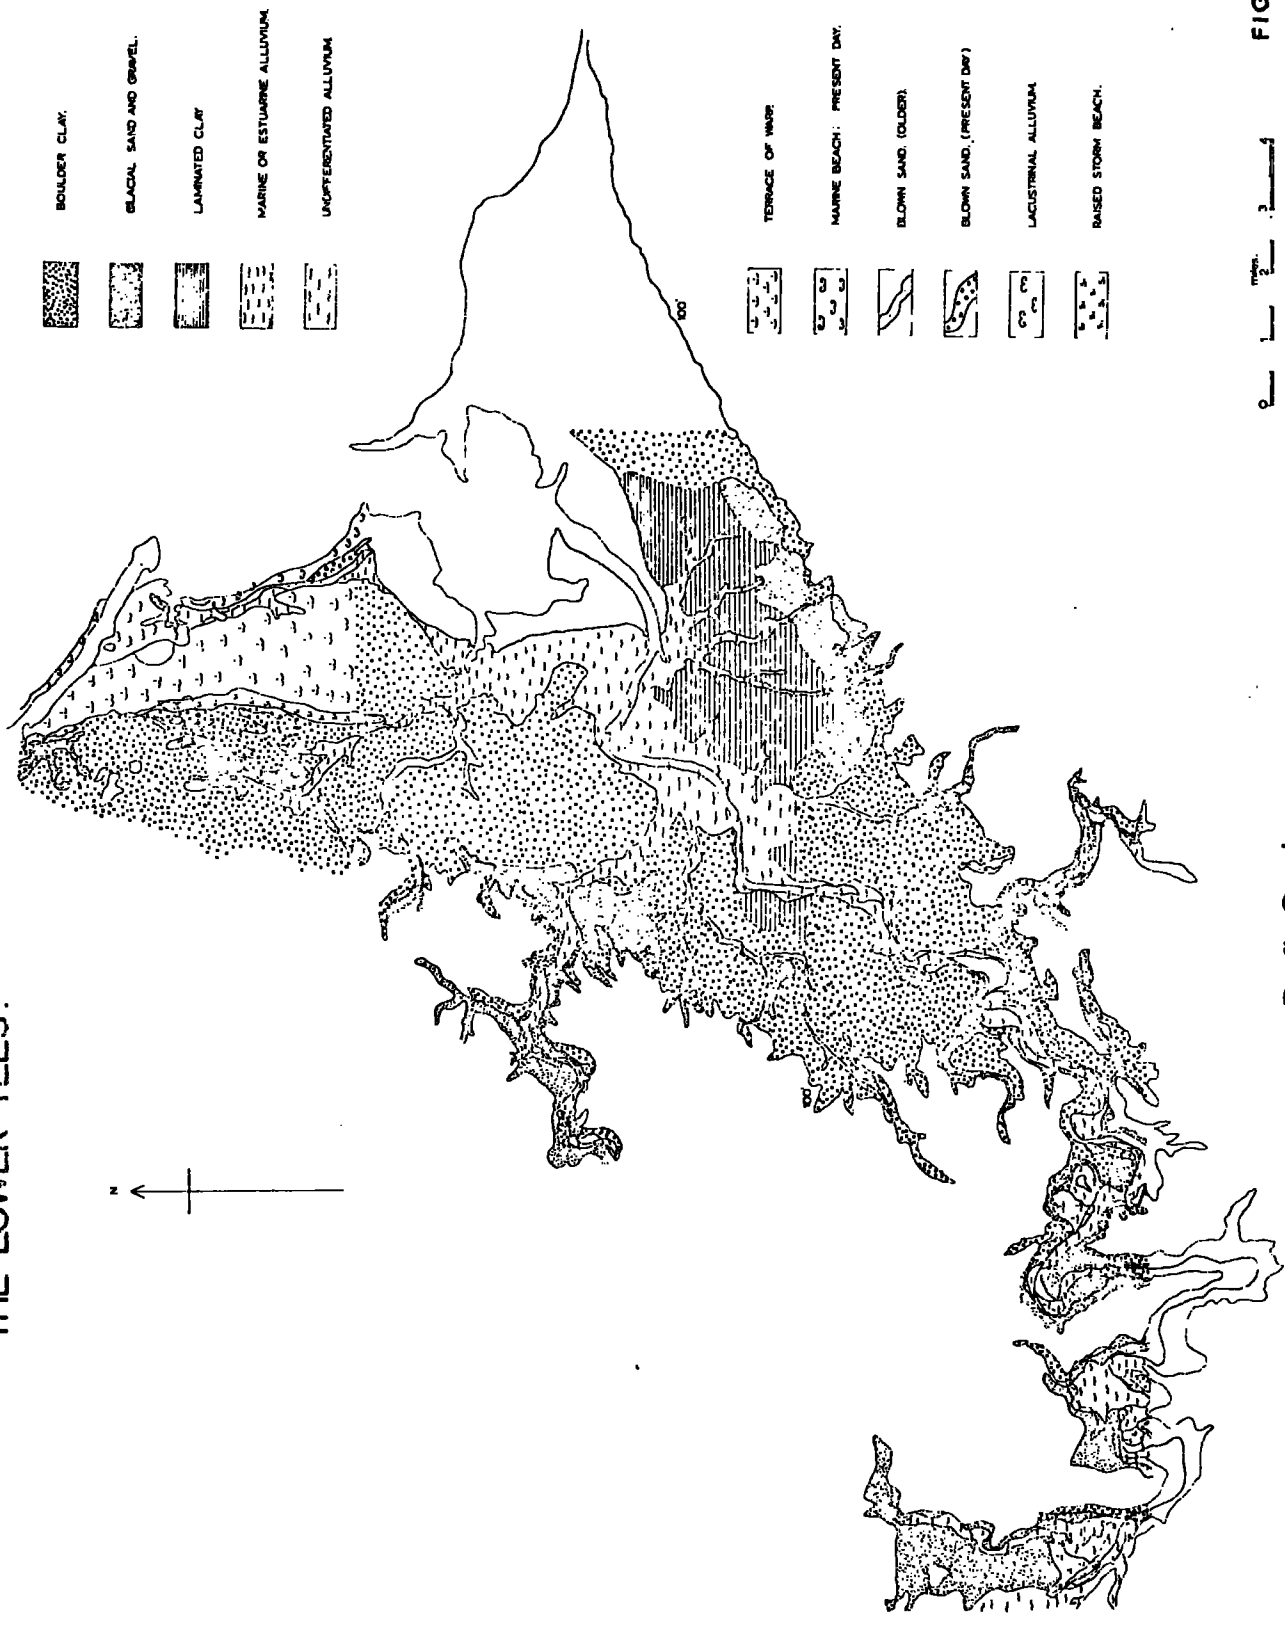 THE LOWER TEES.
N
BOULDER CLAY.
GLACIAL SAND AND GRAVEL.
LAMINATED CLAY
MARINE OR ESTUARINE ALLUVIUM.
UNDIFFERENTIATED ALLUVIUM
100'
100'
TERRACE OF WARP.
MARINE BEACH: PRESENT DAY.
BLOWN SAND. (OLDER).
BLOWN SAND. (PRESENT DAY)
LACUSTRINAL ALLUVIUM
RAISED STORM BEACH.
miles.
0 1 2 3 4
FIG